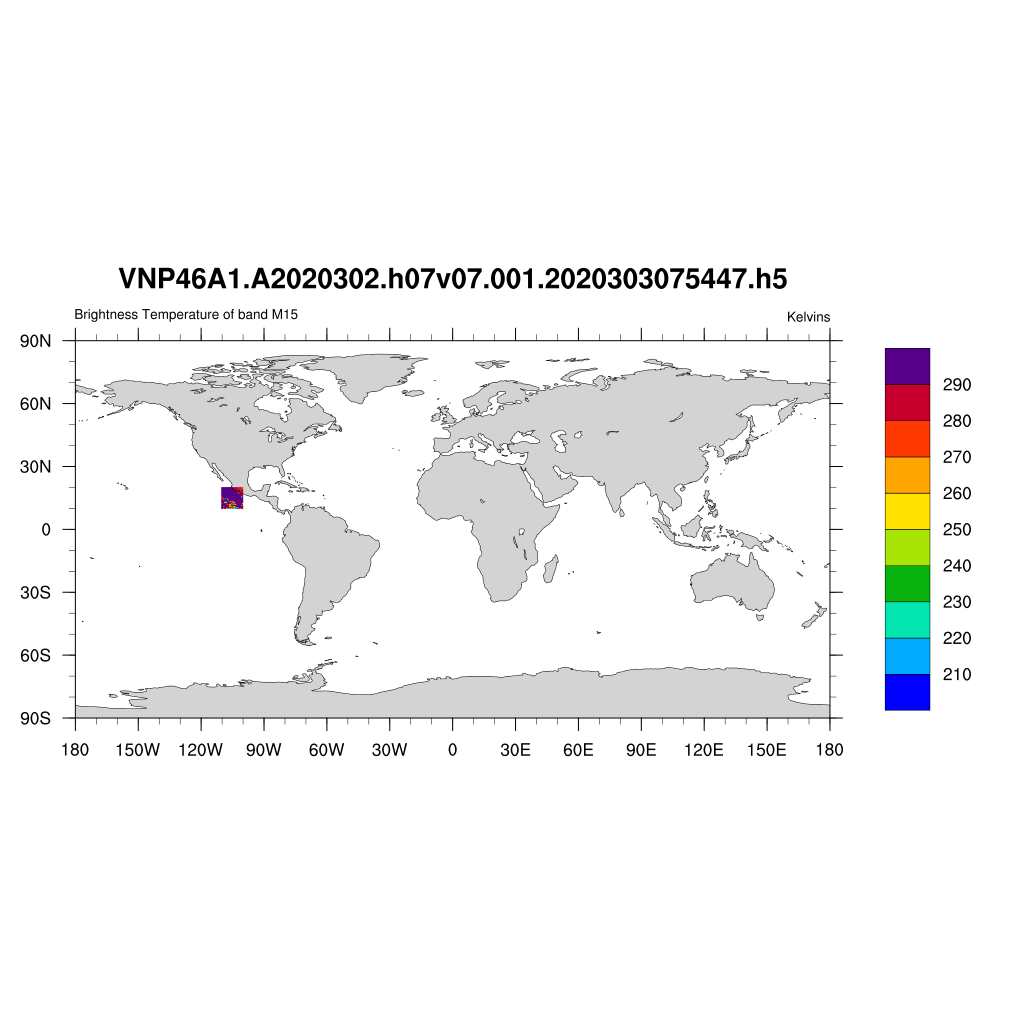 VNP46A1.A2020302.h07v07.001.2020303075447.h5
Brightness Temperature of band M15
Kelvins
90N
60N
30N
0
30S
60S
90S
180 150W 120W 90W 60W 30W 0 30E 60E 90E 120E 150E 180
290
280
270
260
250
240
230
220
210